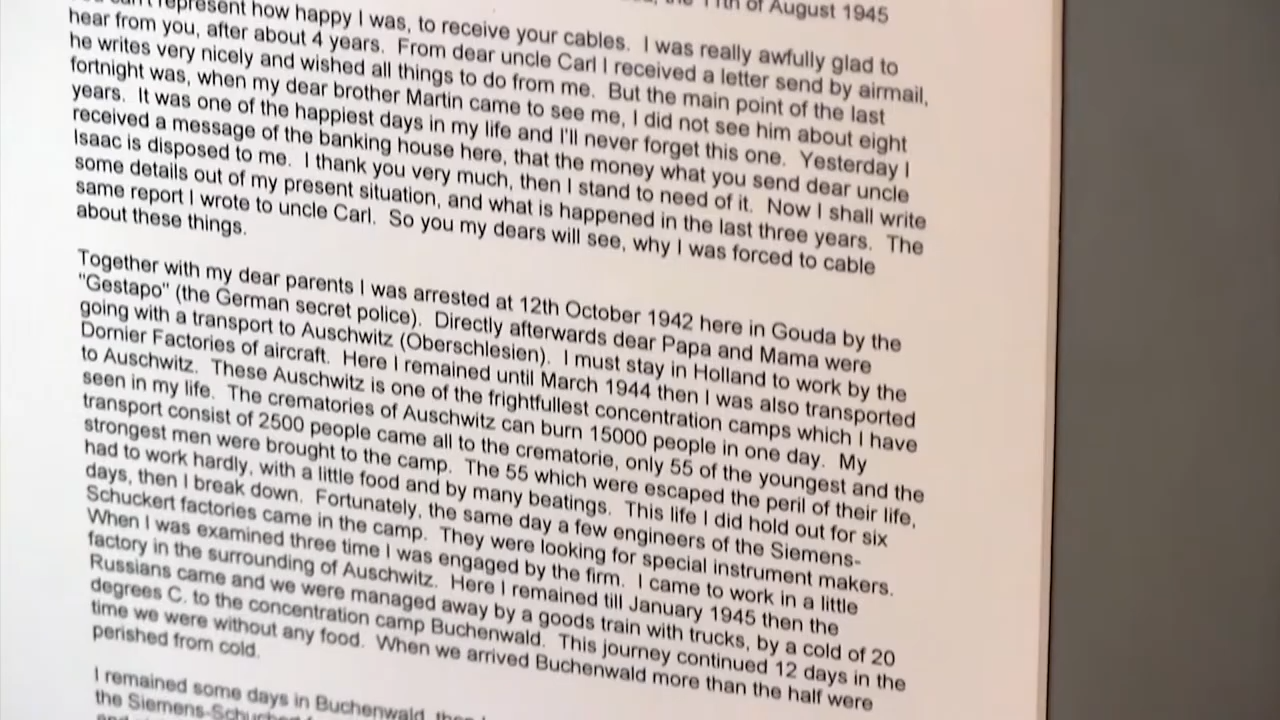 the 11th of August 1945
represent how happy I was, to receive your cables.  I was really awfully glad to
hear from you, after about 4 years.  From dear uncle Carl I received a letter send by airmail,
he writes very nicely and wished all things to do from me.  But the main point of the last
fortnight was, when my dear brother Martin came to see me, I did not see him about eight
years.  It was one of the happiest days in my life and I'll never forget this one.  Yesterday I
received a message of the banking house here, that the money what you send dear uncle
Isaac is disposed to me.  I thank you very much, then I stand to need of it.  Now I shall write
some details out of my present situation, and what is happened in the last three years.  The
same report I wrote to uncle Carl.  So you my dears will see, why I was forced to cable
about these things.
Together with my dear parents I was arrested at 12th October 1942 here in Gouda by the
"Gestapo" (the German secret police).  Directly afterwards dear Papa and Mama were
going with a transport to Auschwitz (Oberschlesien).  I must stay in Holland to work by the
Dornier Factories of aircraft.  Here I remained until March 1944 then I was also transported
to Auschwitz.  These Auschwitz is one of the frightfullest concentration camps which I have
seen in my life.  The crematories of Auschwitz can burn 15000 people in one day.  My
transport consist of 2500 people came all to the crematorie, only 55 of the youngest and the
strongest men were brought to the camp.  The 55 which were escaped the peril of their life,
had to work hardly, with a little food and by many beatings.  This life I did hold out for six
days, then I break down.  Fortunately, the same day a few engineers of the Siemens-
Schuckert factories came in the camp.  They were looking for special instrument makers.
When I was examined three time I was engaged by the firm.  I came to work in a little
factory in the surrounding of Auschwitz.  Here I remained till January 1945 then the
Russians came and we were managed away by a goods train with trucks, by a cold of 20
degrees C. to the concentration camp Buchenwald.  This journey continued 12 days in the
time we were without any food.  When we arrived Buchenwald more than the half were
perished from cold.
I remained some days in Buchenwald, then
the Siemens-Schuckert